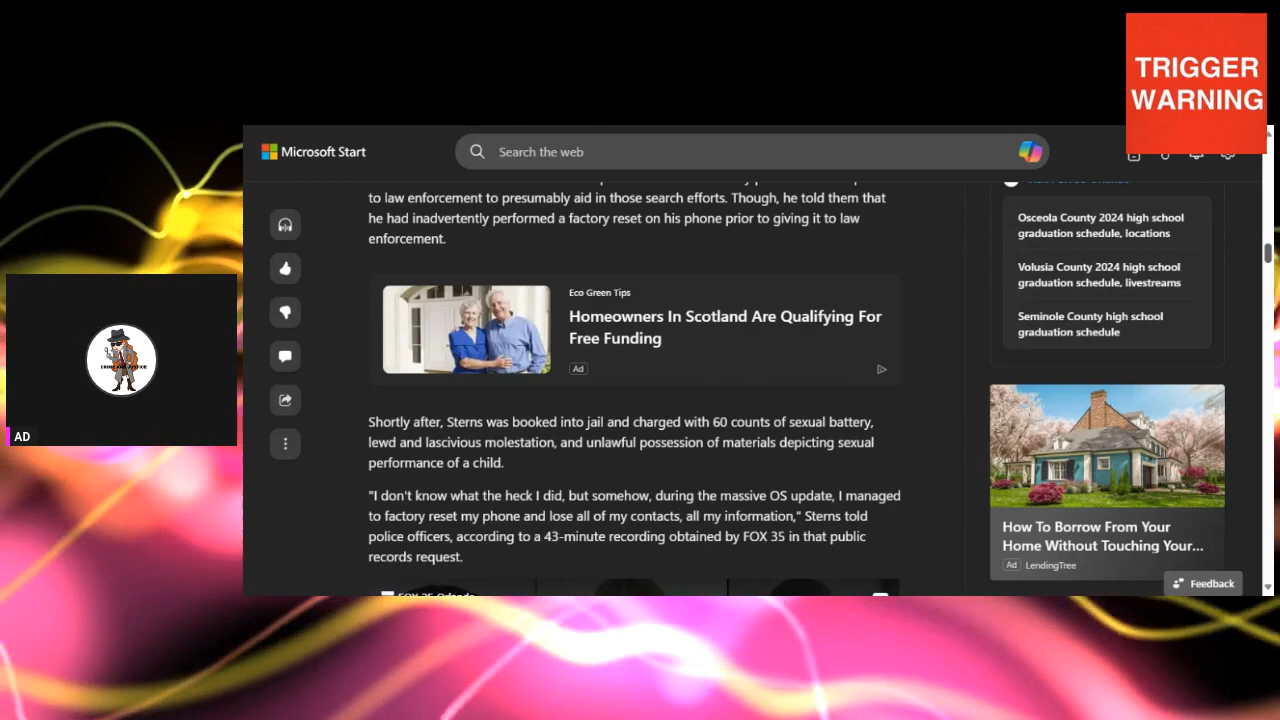 TRIGGER
WARNING
Microsoft Start
Search the web
to law enforcement to presumably aid in those search efforts. Though, he told them that
he had inadvertently performed a factory reset on his phone prior to giving it to law
enforcement.
Eco Green Tips
Homeowners In Scotland Are Qualifying For
Free Funding
Ad
Shortly after, Sterns was booked into jail and charged with 60 counts of sexual battery,
lewd and lascivious molestation, and unlawful possession of materials depicting sexual
performance of a child.
"I don't know what the heck I did, but somehow, during the massive OS update, I managed
to factory reset my phone and lose all of my contacts, all my information," Sterns told
police officers, according to a 43-minute recording obtained by FOX 35 in that public
records request.
FOX 35 Orlando
Osceola County 2024 high school
graduation schedule, locations
Volusia County 2024 high school
graduation schedule, livestreams
Seminole County high school
graduation schedule
How To Borrow From Your
Home Without Touching Your...
Ad LendingTree
Feedback
CRIME AND JUSTICE
AD